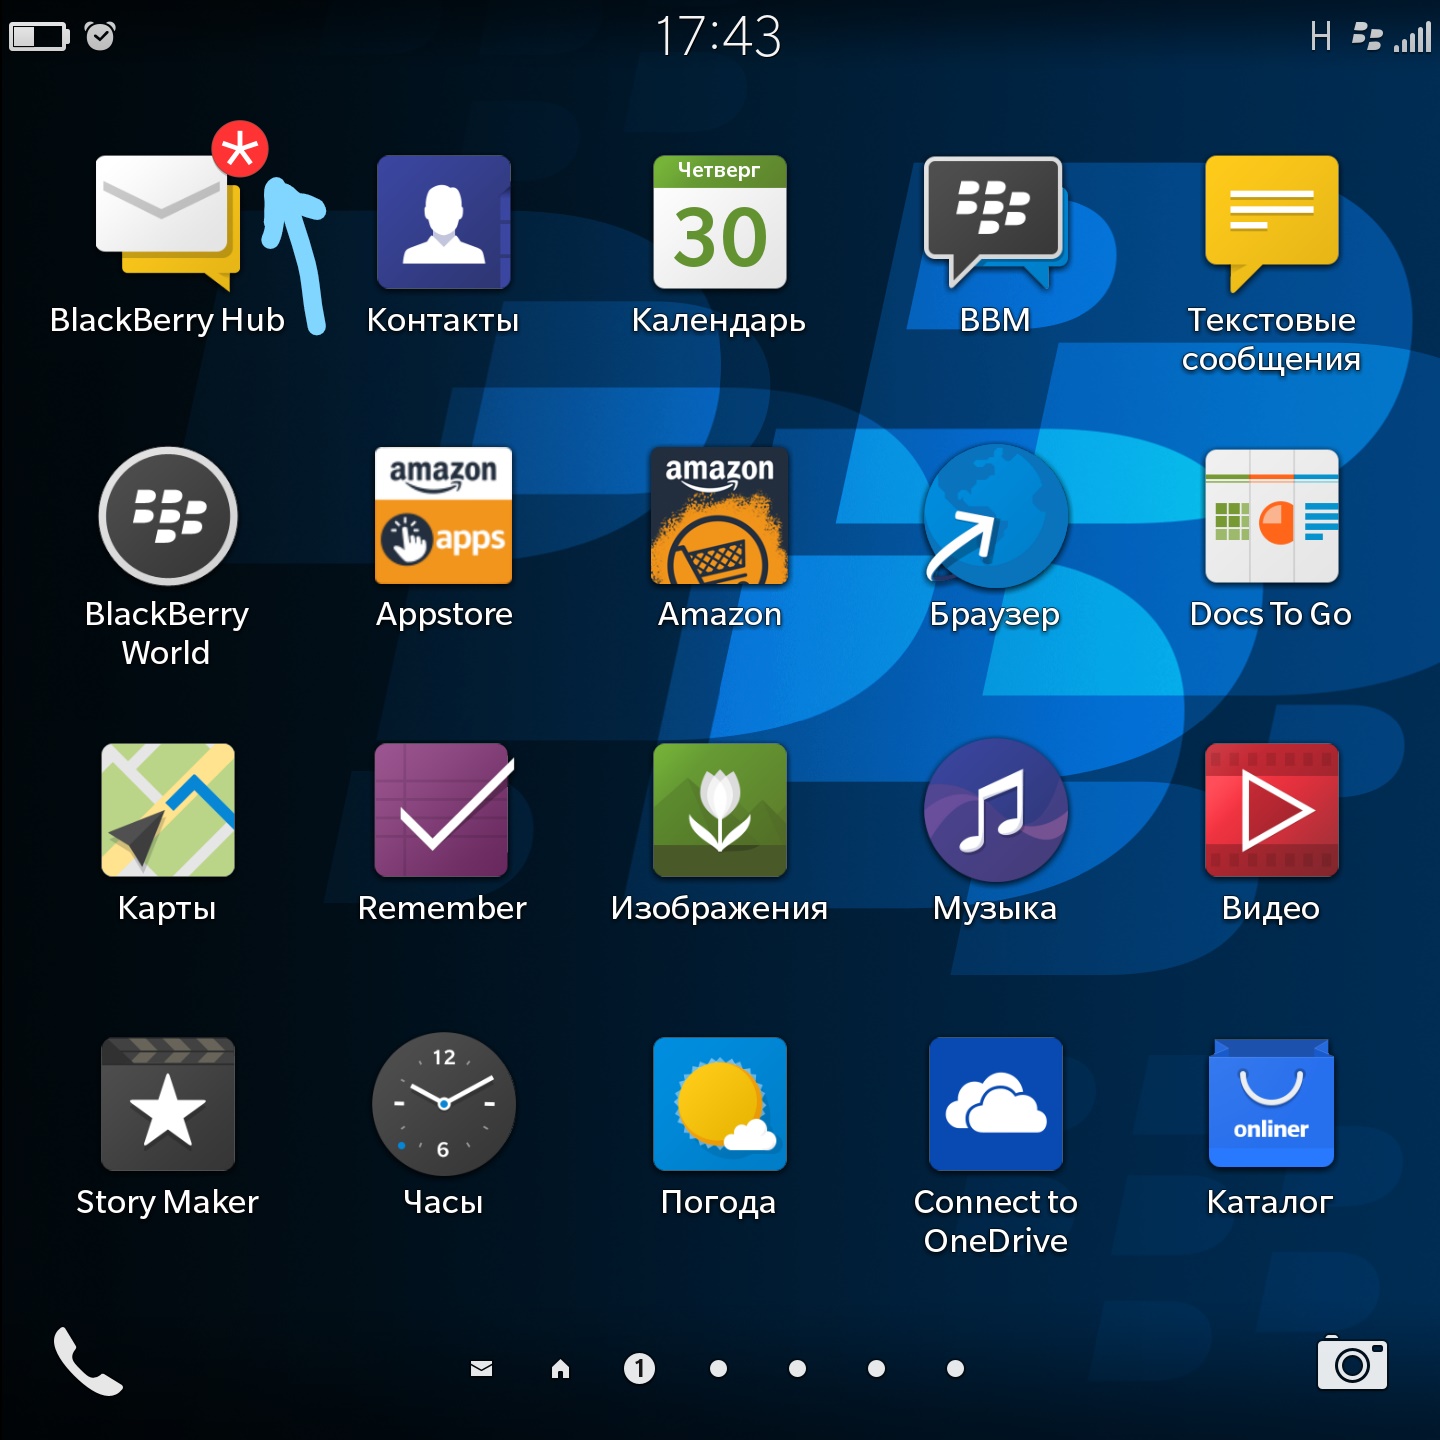 17:43
H
Четверг
30
BlackBerry Hub
Контакты
Календарь
BBM
Текстовые
сообщения
amazon
apps
amazon
BlackBerry
World
Appstore
Amazon
Браузер
Docs To Go
Карты
Remember
Изображения
Музыка
Видео
12
6
onliner
Story Maker
Часы
Погода
Connect to
OneDrive
Каталог
1